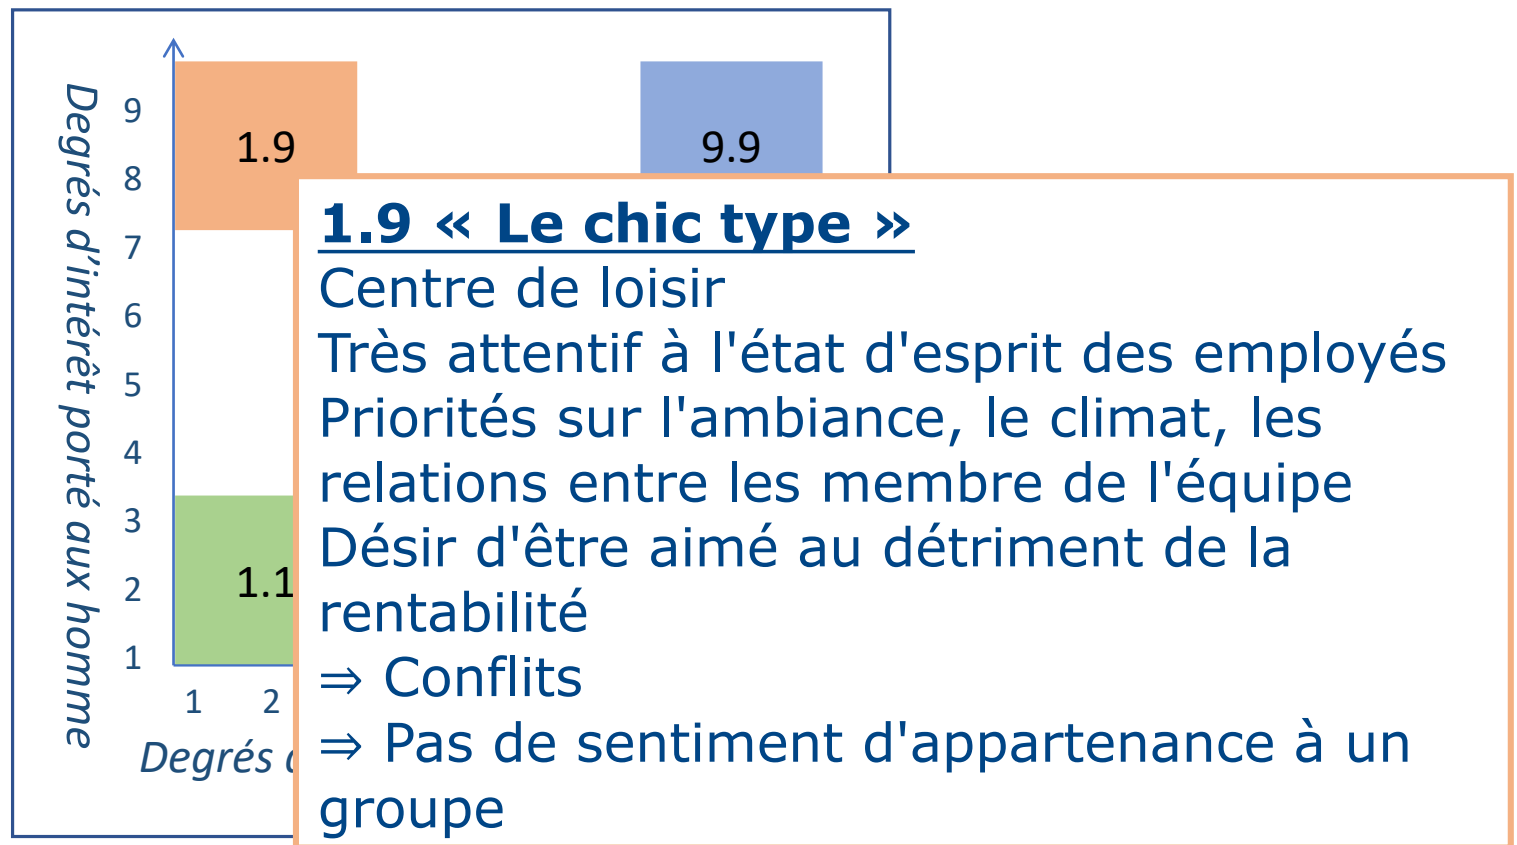 Degrés d'intérêt porté aux homme
9
8
7
6
5
4
3
2
1
1.9
9.9
1.1
1 2
Degrés
1.9 « Le chic type »
Centre de loisir
Très attentif à l'état d'esprit des employés
Priorités sur l'ambiance, le climat, les
relations entre les membre de l'équipe
Désir d'être aimé au détriment de la
rentabilité
⇒ Conflits
⇒ Pas de sentiment d'appartenance à un
groupe